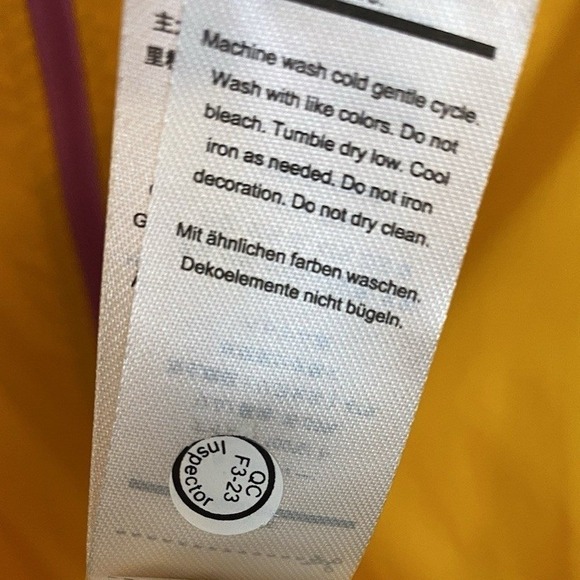 主
里
Machine wash cold gentle cycle.
Wash with like colors. Do not
bleach. Tumble dry low. Cool
iron as needed. Do not iron
decoration. Do not dry clean.
G
Mit ähnlichen farben waschen.
Dekoelemente nicht bügeln.
Inspector
QC
F3-23